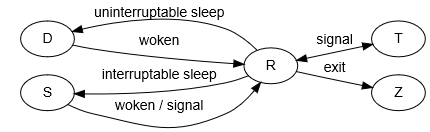 uninterruptable sleep
D
woken
signal
T
R
interruptable sleep
exit
S
woken / signal
Z